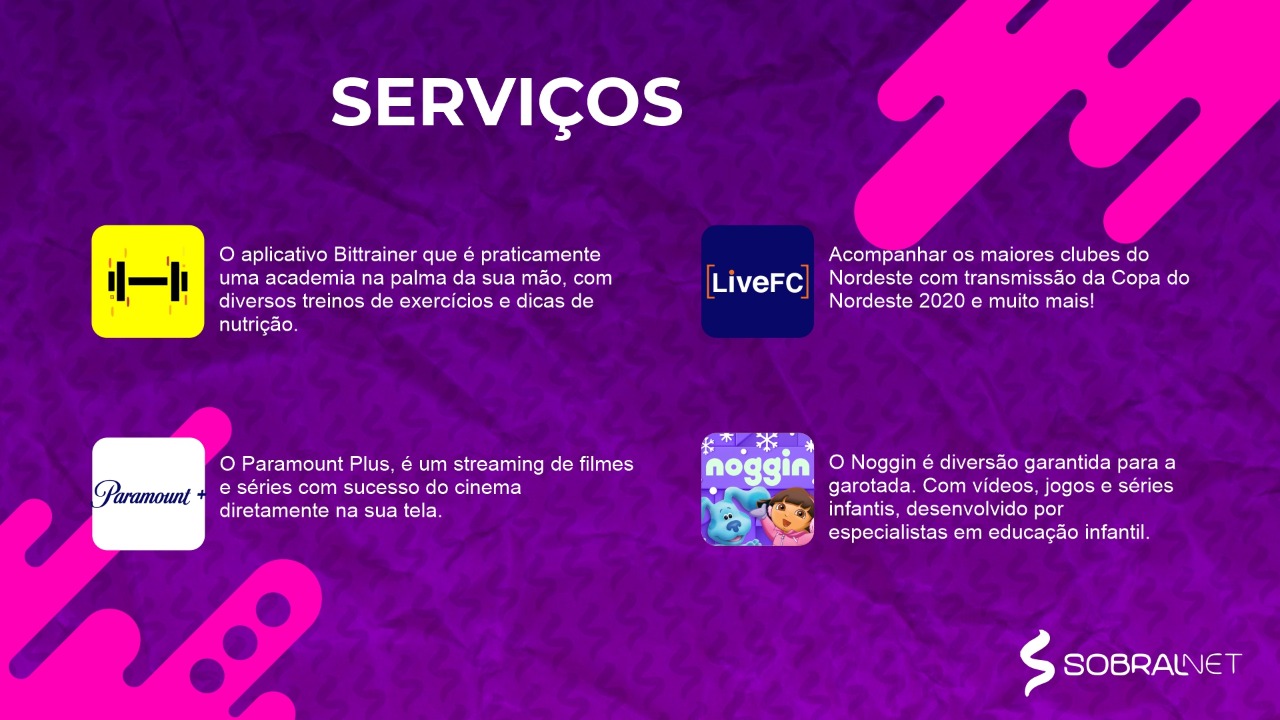 SERVIÇOS
O aplicativo Bittrainer que é praticamente
uma academia na palma da sua mão, com
diversos treinos de exercícios e dicas de
nutrição.
[LiveFC]
Acompanhar os maiores clubes do
Nordeste com transmissão da Copa do
Nordeste 2020 e muito mais!
Paramount +
O Paramount Plus, é um streaming de filmes
e séries com sucesso do cinema
diretamente na sua tela.
noggin
O Noggin é diversão garantida para a
garotada. Com vídeos, jogos e séries
infantis, desenvolvido por
especialistas em educação infantil.
SOBRALNET